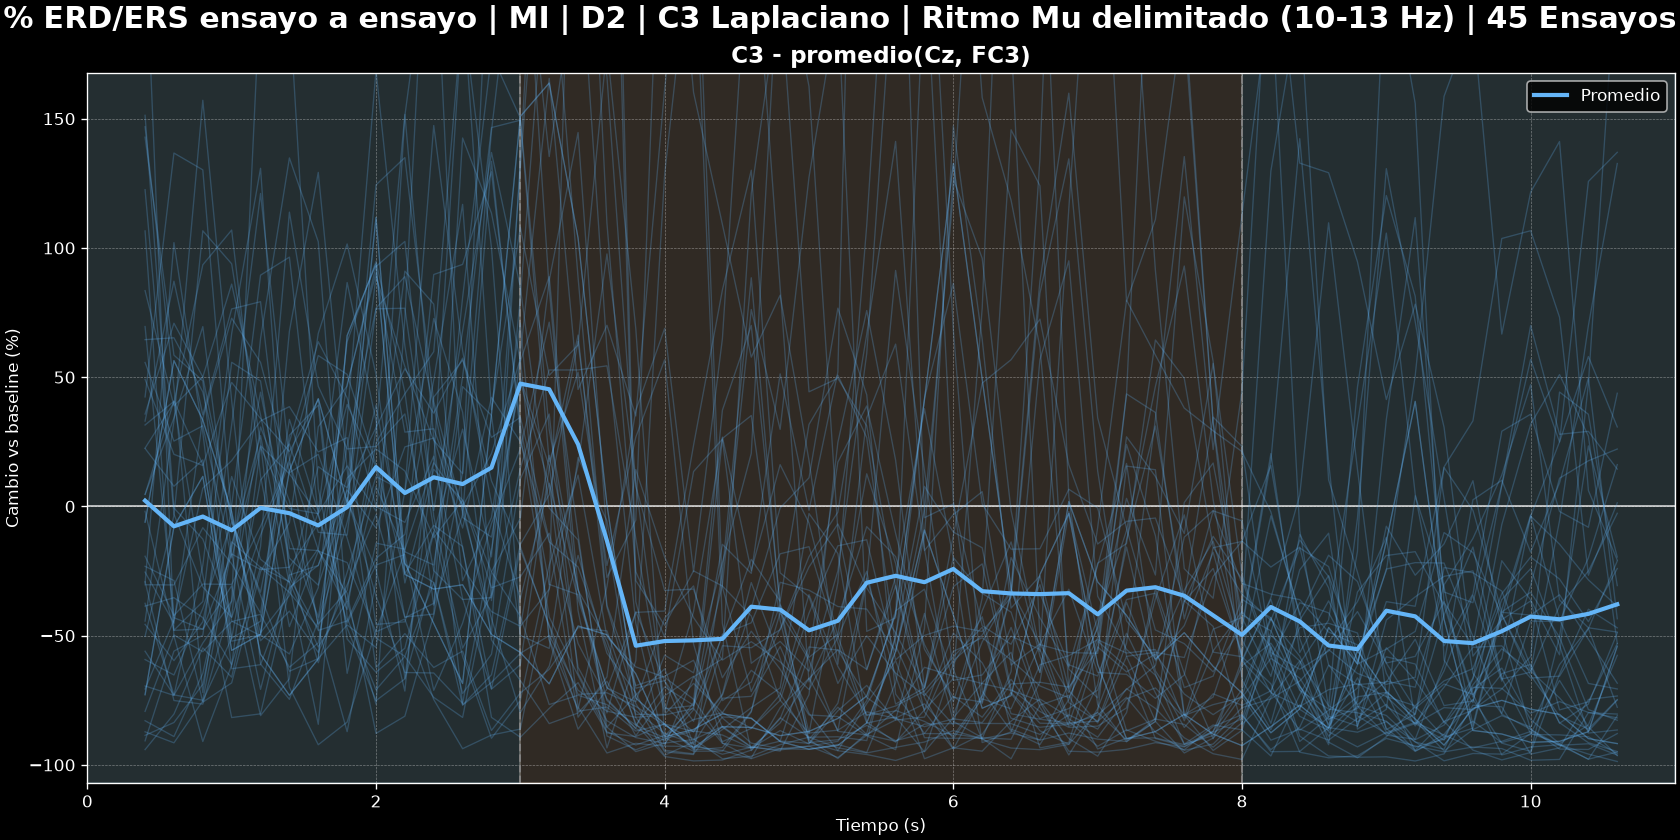 % ERD/ERS ensayo a ensayo | MI | D2 | C3 Laplaciano | Ritmo Mu delimitado (10-13 Hz) | 45 Ensayos
C3 - promedio(Cz, FC3)
Promedio
Cambio vs baseline (%)
150
100
50
0
−50
−100
0 2 4 6 8 10
Tiempo (s)